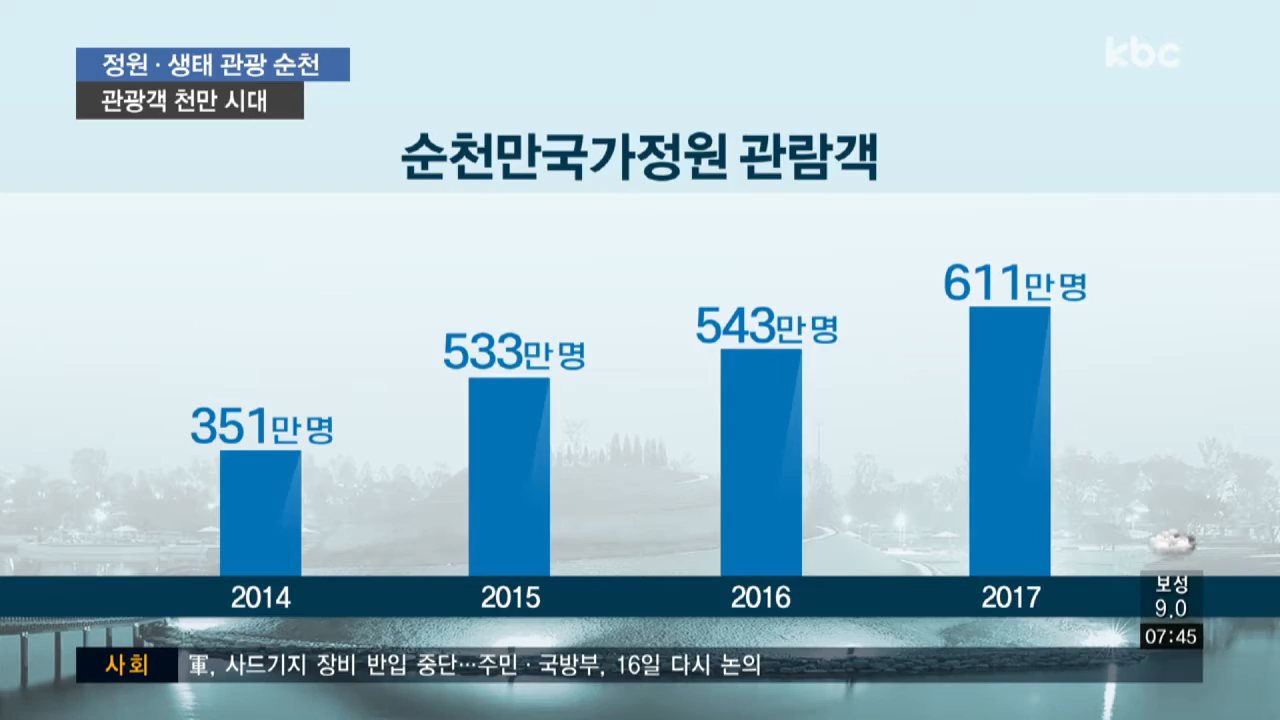 정원·생태 관광 순천
kbc
관광객 천만 시대
순천만국가정원 관람객
351만 명
533만 명
543만 명
611만 명
2014
2015
2016
2017
보성
9.0
07:45
사회
軍, 사드기지 장비 반입 중단…주민·국방부, 16일 다시 논의